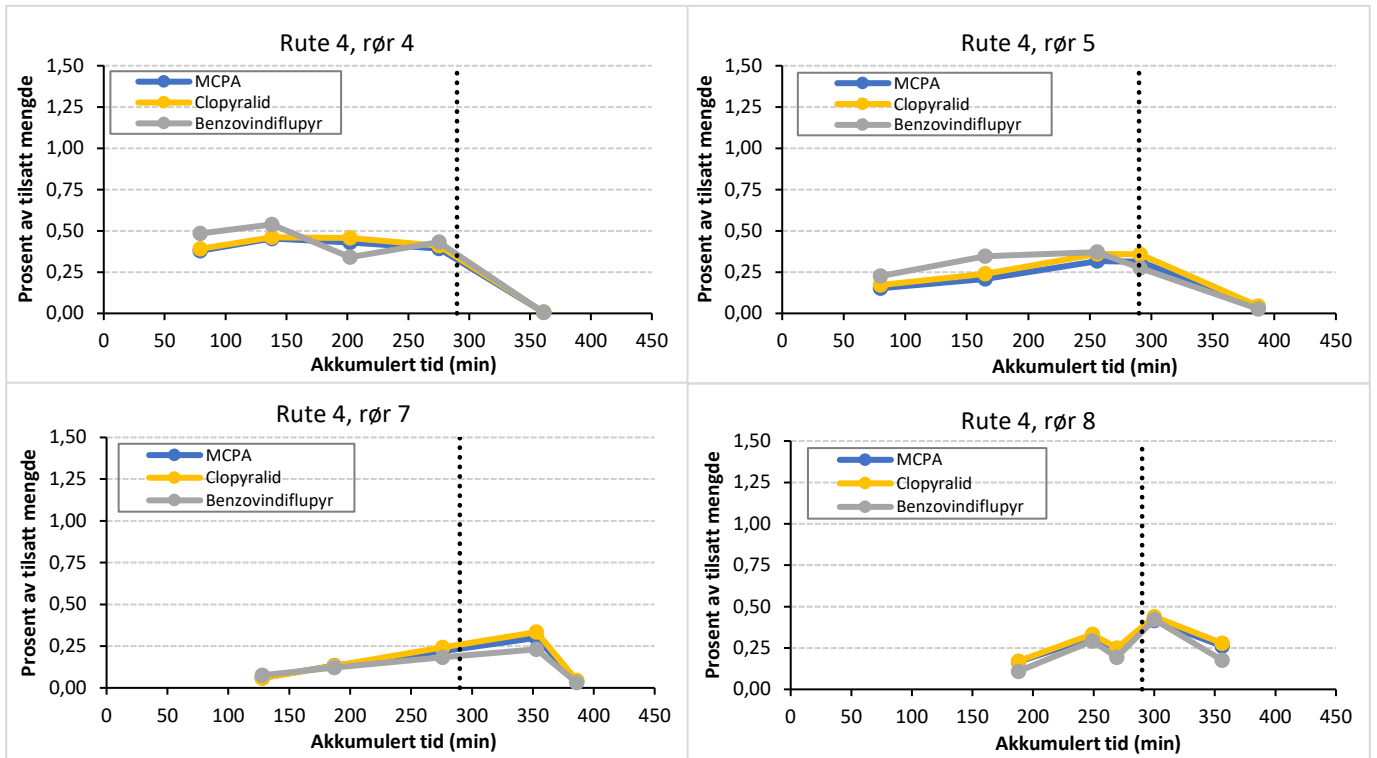 Rute 4, rør 4
Prosent av tilsatt mengde
1,50
1,25
1,00
0,75
0,50
0,25
0,00
MCPA
Clopyralid
Benzovindiflupyr
0 50 100 150 200 250 300 350 400 450
Akkumulert tid (min)
Rute 4, rør 5
Prosent av tilsatt mengde
1,50
1,25
1,00
0,75
0,50
0,25
0,00
MCPA
Clopyralid
Benzovindiflupyr
0 50 100 150 200 250 300 350 400 450
Akkumulert tid (min)
Rute 4, rør 7
Prosent av tilsatt mengde
1,50
1,25
1,00
0,75
0,50
0,25
0,00
MCPA
Clopyralid
Benzovindiflupyr
0 50 100 150 200 250 300 350 400 450
Akkumulert tid (min)
Rute 4, rør 8
Prosent av tilsatt mengde
1,50
1,25
1,00
0,75
0,50
0,25
0,00
MCPA
Clopyralid
Benzovindiflupyr
0 50 100 150 200 250 300 350 400 450
Akkumulert tid (min)